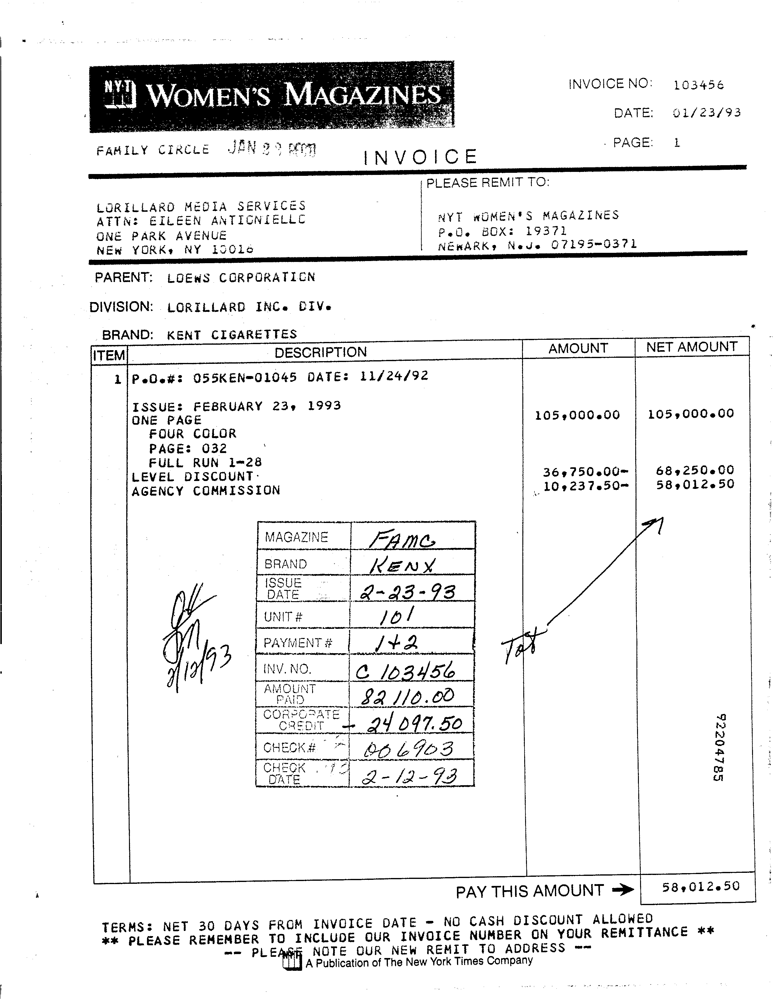 NYT WOMEN'S MAGAZINES
INVOICE NO: 103456
DATE: 01/23/93
FAMILY CIRCLE JAN
PAGE: 1
INVOICE
PLEASE REMIT TO:
LORILLARD MEDIA SERVICES
ATTN: EILEEN ANTIGNIELLO
ONE PARK AVENUE
NEW YORK, NY 10016
NYT WOMEN'S MAGAZINES
P.O. BOX: 19371
NEWARK, N.J. 07195-0371
PARENT: LOEWS CORPORATION
DIVISION: LORILLARD INC. DIV.
BRAND: KENT CIGARETTES
ITEM DESCRIPTION AMOUNT NET AMOUNT
1 P.O.#: 055KEN-01045 DATE: 11/24/92
ISSUE: FEBRUARY 23, 1993
ONE PAGE 105,000.00 105,000.00
FOUR COLOR
PAGE: 032
FULL RUN 1-28
LEVEL DISCOUNT 36,750.00- 68,250.00
AGENCY COMMISSION 10,237.50- 58,012.50
MAGAZINE FAMC
BRAND KENX
ISSUE DATE 2-23-93
UNIT # 101
PAYMENT # 1+2
INV. NO. C 103456
AMOUNT PAID 82110.00
CORPORATE CREDIT - 24097.50
CHECK # 006903
CHECK DATE 2-12-93
2/12/93
Tot
92204785
PAY THIS AMOUNT → 58,012.50
TERMS: NET 30 DAYS FROM INVOICE DATE - NO CASH DISCOUNT ALLOWED
** PLEASE REMEMBER TO INCLUDE OUR INVOICE NUMBER ON YOUR REMITTANCE **
-- PLEASE NOTE OUR NEW REMIT TO ADDRESS --
A Publication of The New York Times Company